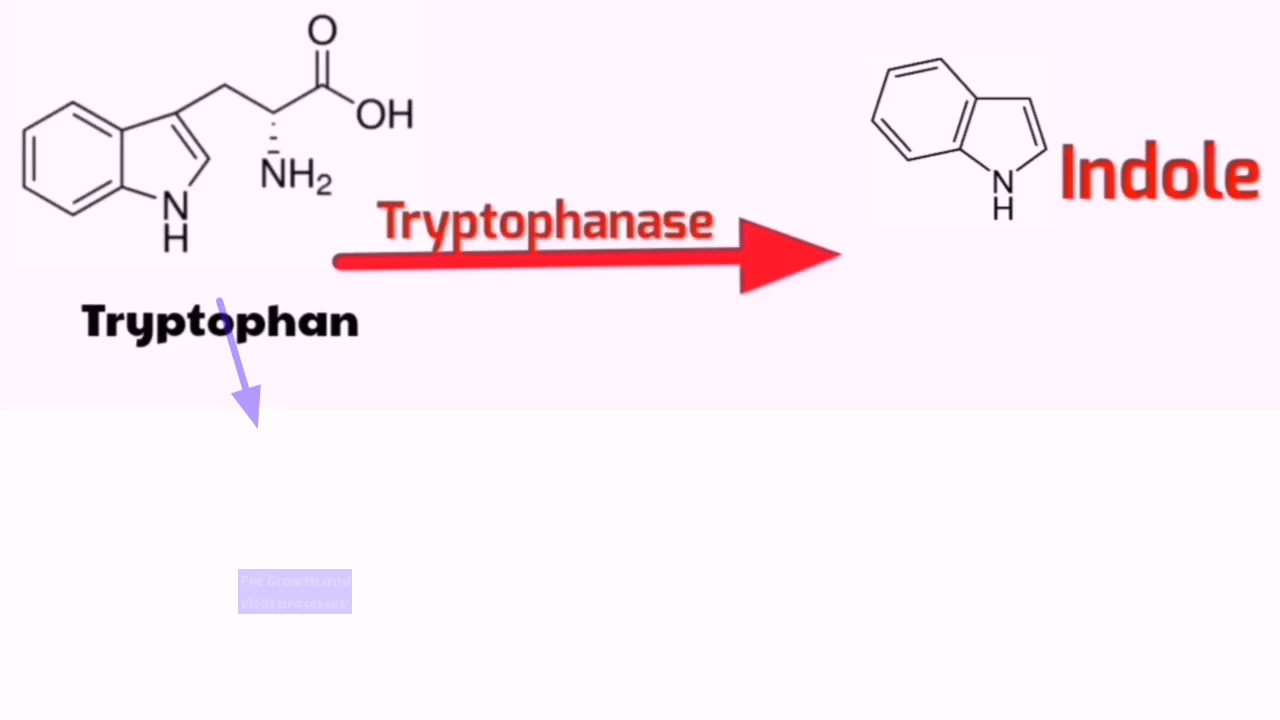 O
OH
NH2
N
H
Tryptophanase
N
H
Indole
Tryptophan
For Growth and
vital processes